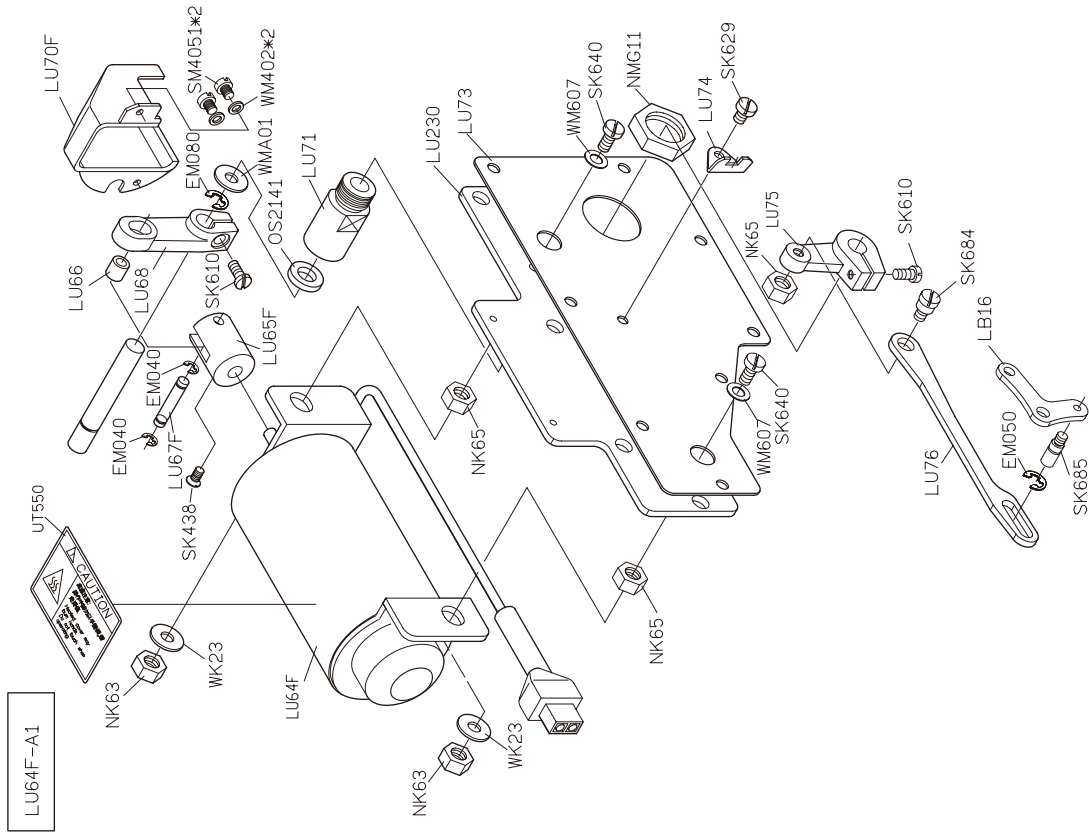 LU64F-A1
UT550
CAUTION
NK63
WK23
LU64F
NK63
WK23
SK438
LU67F
EM040
EM040
LU65F
LU66
LU68
SK610
EM080
WMA01
OS2141
LU71
LU70F
SM4051*2
WM402*2
NK65
NK65
LU230
LU73
WM607
SK640
NMG11
LU74
SK629
WM607
SK640
NK65
LU75
SK610
SK684
LB16
LU76
EM050
SK685